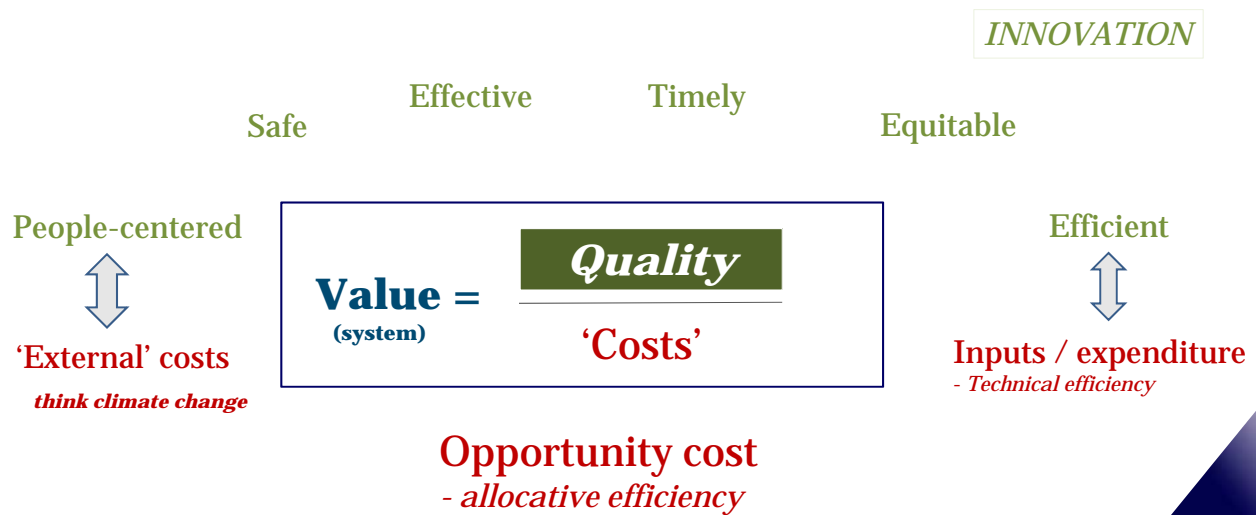 INNOVATION
Effective
Timely
Safe
Equitable
People-centered
Efficient
Quality
Value =
(system)
‘Costs’
‘External’ costs
think climate change
Inputs / expenditure
- Technical efficiency
Opportunity cost
- allocative efficiency